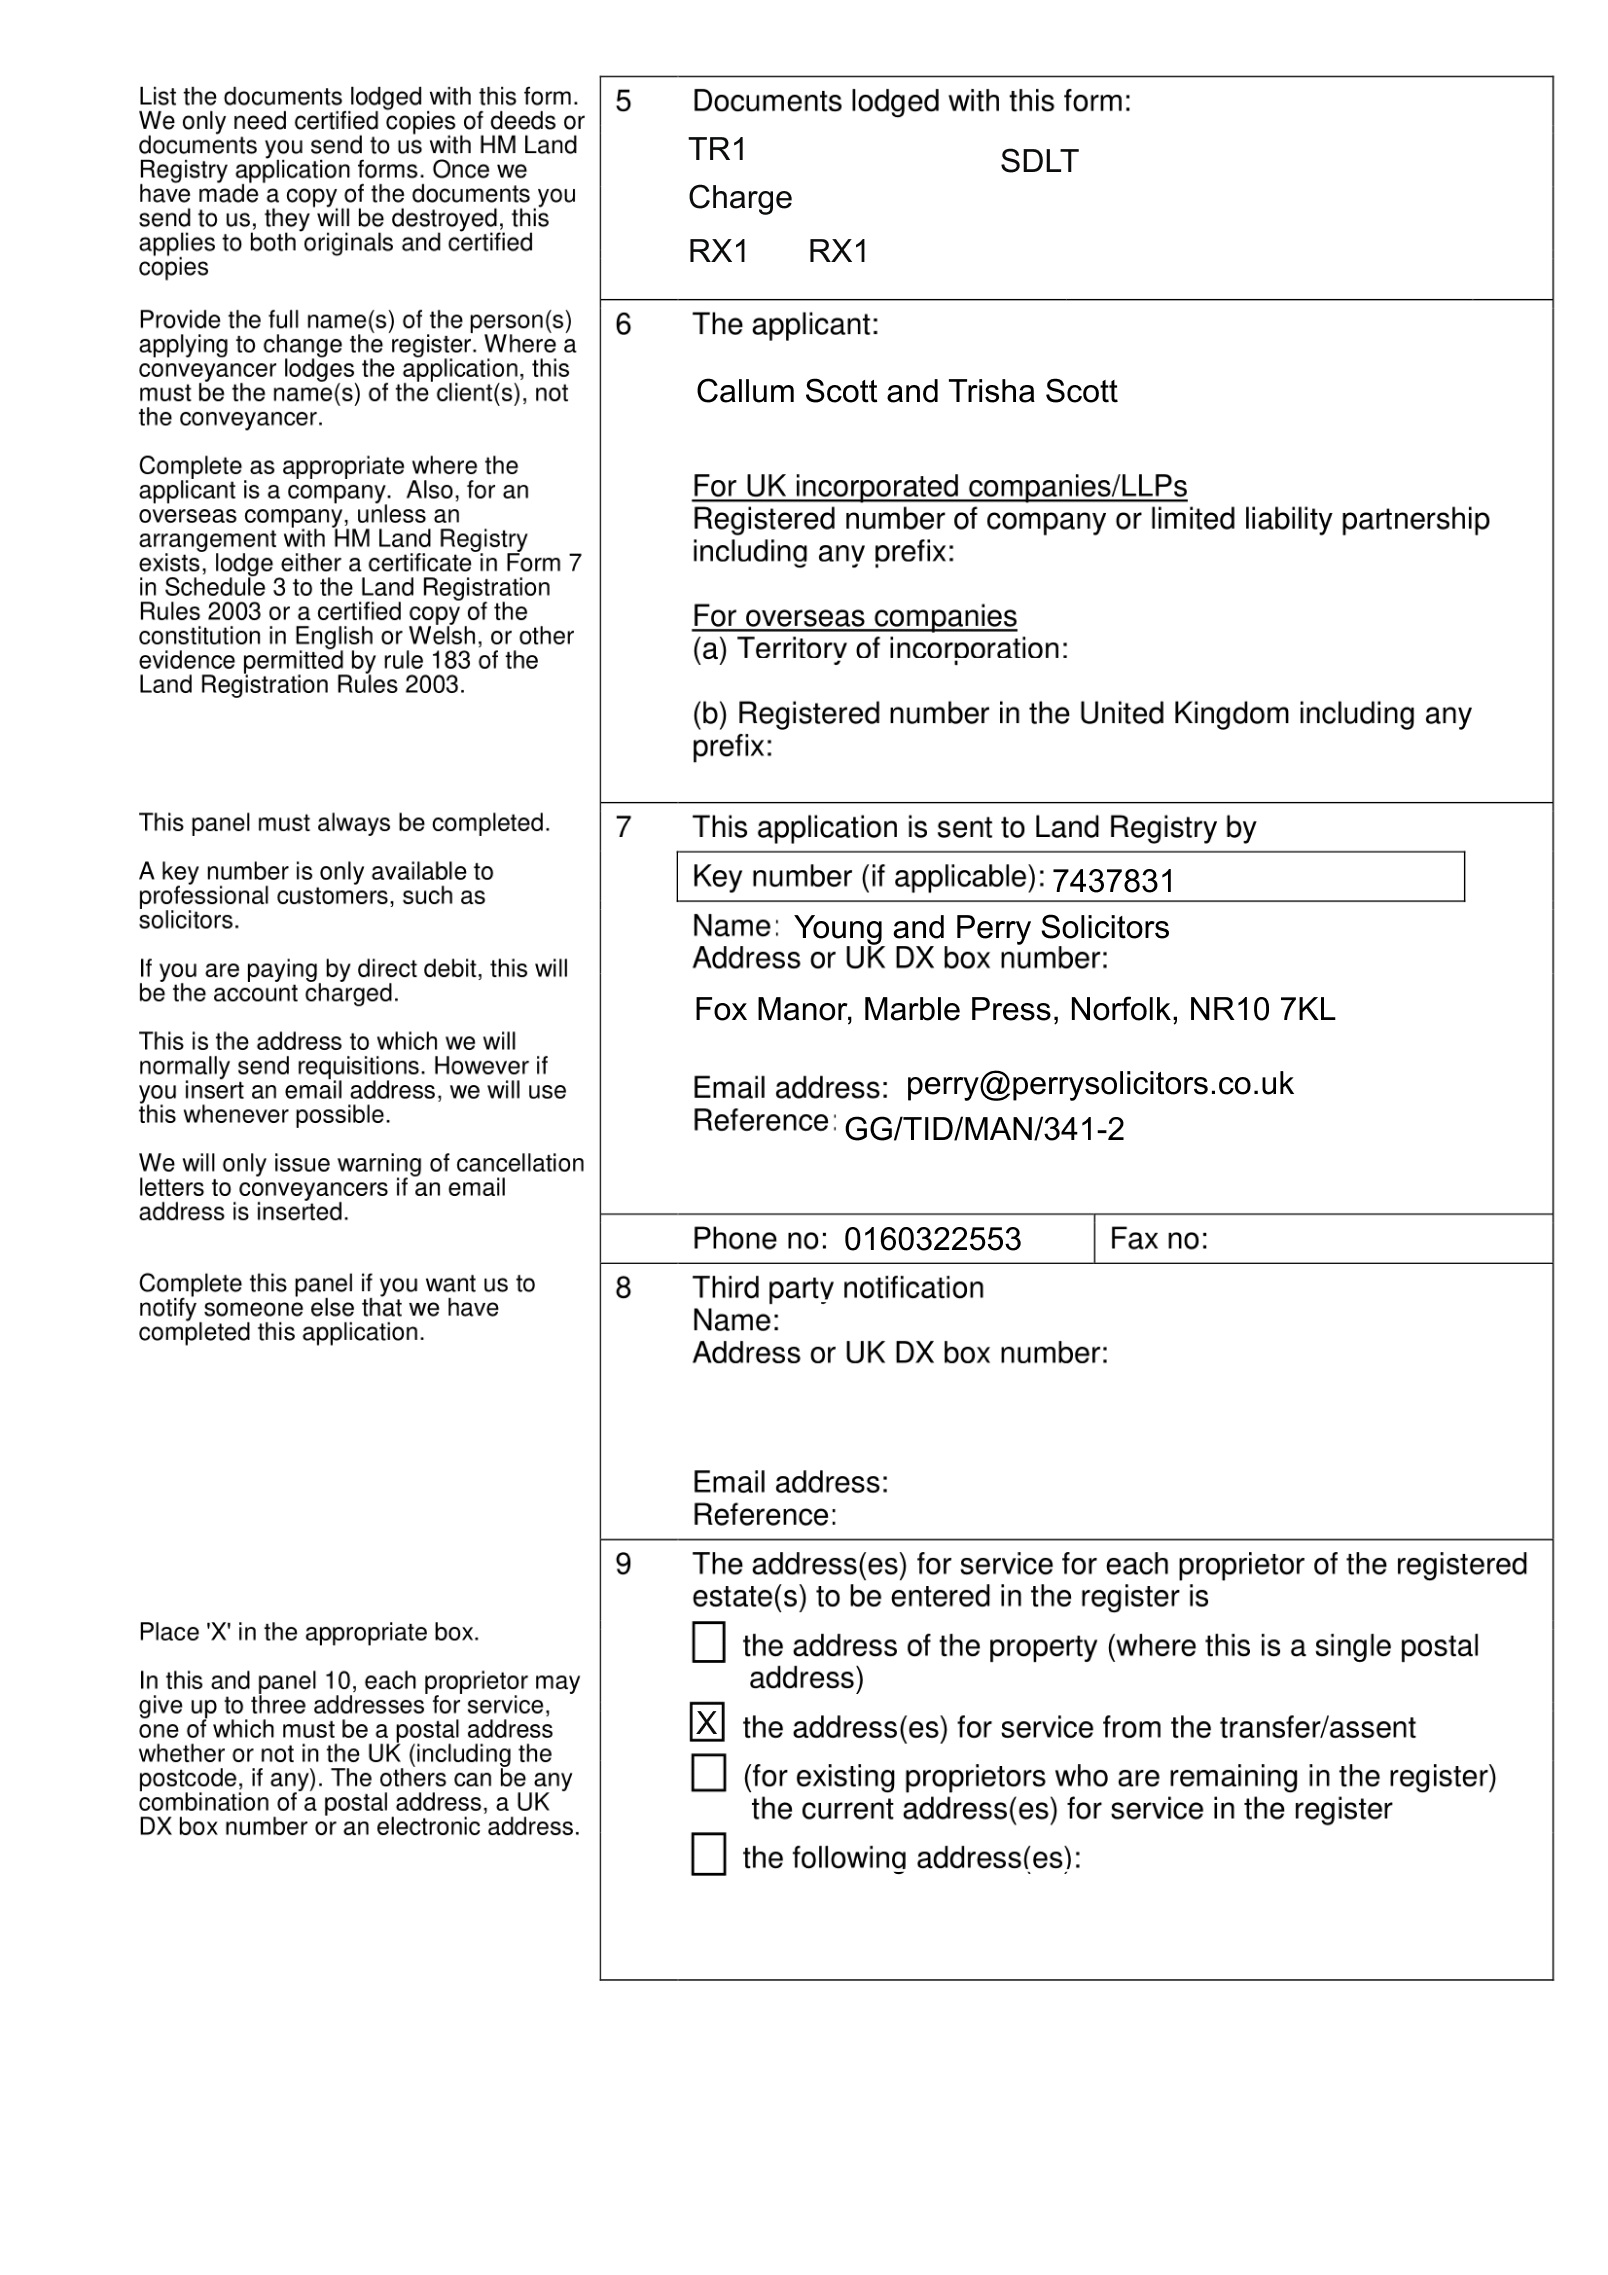 List the documents lodged with this form.
We only need certified copies of deeds or
documents you send to us with HM Land
Registry application forms. Once we
have made a copy of the documents you
send to us, they will be destroyed, this
applies to both originals and certified
copies
5 Documents lodged with this form:
TR1 SDLT
Charge
RX1 RX1
Provide the full name(s) of the person(s)
applying to change the register. Where a
conveyancer lodges the application, this
must be the name(s) of the client(s), not
the conveyancer.
Complete as appropriate where the
applicant is a company. Also, for an
overseas company, unless an
arrangement with HM Land Registry
exists, lodge either a certificate in Form 7
in Schedule 3 to the Land Registration
Rules 2003 or a certified copy of the
constitution in English or Welsh, or other
evidence permitted by rule 183 of the
Land Registration Rules 2003.
6 The applicant:
Callum Scott and Trisha Scott
For UK incorporated companies/LLPs
Registered number of company or limited liability partnership
including any prefix:
For overseas companies
(a) Territory of incorporation:
(b) Registered number in the United Kingdom including any
prefix:
This panel must always be completed.
A key number is only available to
professional customers, such as
solicitors.
If you are paying by direct debit, this will
be the account charged.
This is the address to which we will
normally send requisitions. However if
you insert an email address, we will use
this whenever possible.
We will only issue warning of cancellation
letters to conveyancers if an email
address is inserted.
7 This application is sent to Land Registry by
Key number (if applicable): 7437831
Name: Young and Perry Solicitors
Address or UK DX box number:
Fox Manor, Marble Press, Norfolk, NR10 7KL
Email address: perry@perrysolicitors.co.uk
Reference: GG/TID/MAN/341-2
Phone no: 0160322553 Fax no:
Complete this panel if you want us to
notify someone else that we have
completed this application.
8 Third party notification
Name:
Address or UK DX box number:
Email address:
Reference:
Place 'X' in the appropriate box.
In this and panel 10, each proprietor may
give up to three addresses for service,
one of which must be a postal address
whether or not in the UK (including the
postcode, if any). The others can be any
combination of a postal address, a UK
DX box number or an electronic address.
9 The address(es) for service for each proprietor of the registered
estate(s) to be entered in the register is
the address of the property (where this is a single postal
address)
X the address(es) for service from the transfer/assent
(for existing proprietors who are remaining in the register)
the current address(es) for service in the register
the following address(es):